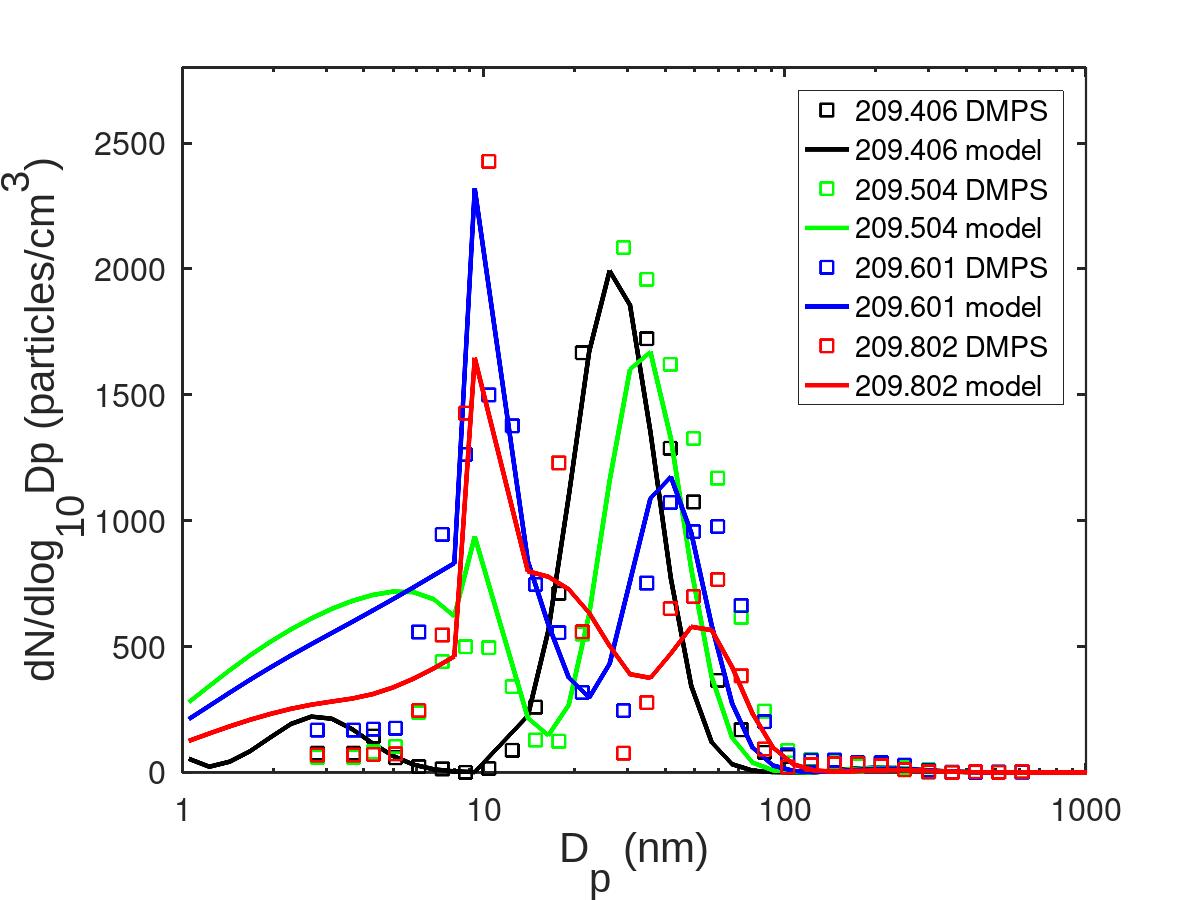 209.406 DMPS
209.406 model
209.504 DMPS
209.504 model
209.601 DMPS
209.601 model
209.802 DMPS
209.802 model
dN/dlog10Dp (particles/cm3)
2500
2000
1500
1000
500
0
1 10 100 1000
Dp (nm)